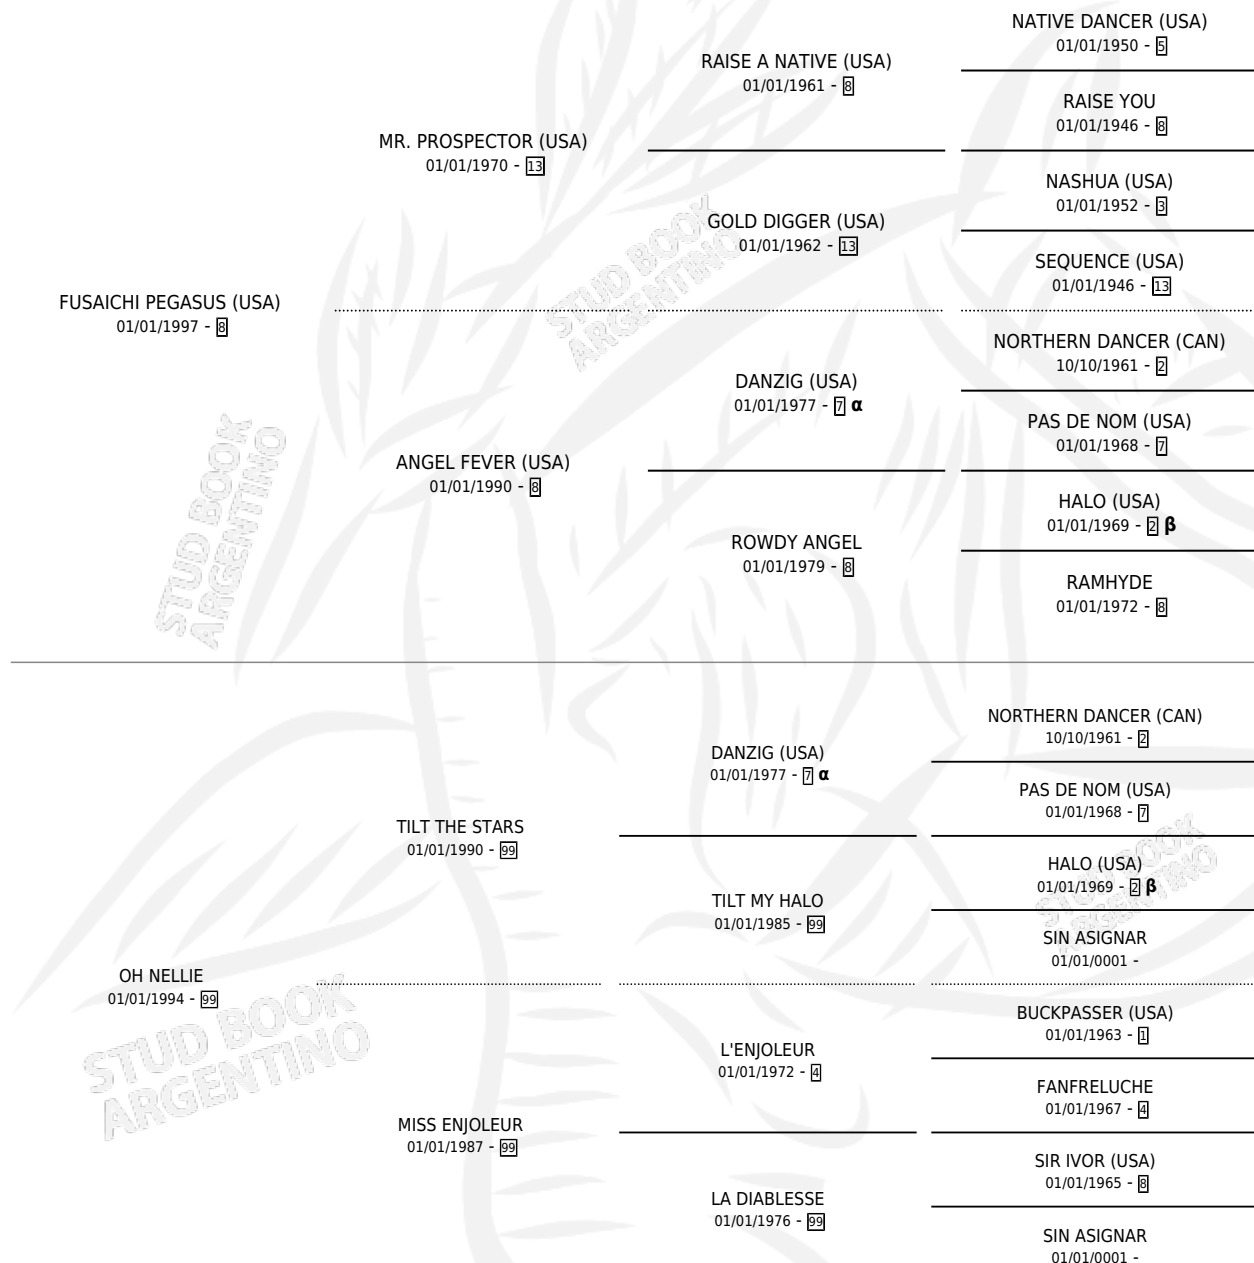 NATIVE DANCER (USA)
01/01/1950 - 5
RAISE A NATIVE (USA)
01/01/1961 - 8
RAISE YOU
01/01/1946 - 8
MR. PROSPECTOR (USA)
01/01/1970 - 13
NASHUA (USA)
01/01/1952 - 3
GOLD DIGGER (USA)
01/01/1962 - 13
SEQUENCE (USA)
01/01/1946 - 13
FUSAICHI PEGASUS (USA)
01/01/1997 - 8
NORTHERN DANCER (CAN)
10/10/1961 - 2
DANZIG (USA)
01/01/1977 - 7 α
PAS DE NOM (USA)
01/01/1968 - 7
ANGEL FEVER (USA)
01/01/1990 - 8
HALO (USA)
01/01/1969 - 2 β
ROWDY ANGEL
01/01/1979 - 8
RAMHYDE
01/01/1972 - 8
NORTHERN DANCER (CAN)
10/10/1961 - 2
DANZIG (USA)
01/01/1977 - 7 α
PAS DE NOM (USA)
01/01/1968 - 7
TILT THE STARS
01/01/1990 - 99
HALO (USA)
01/01/1969 - 2 β
TILT MY HALO
01/01/1985 - 99
SIN ASIGNAR
01/01/0001 -
OH NELLIE
01/01/1994 - 99
BUCKPASSER (USA)
01/01/1963 - 1
L'ENJOLEUR
01/01/1972 - 4
FANFRELUCHE
01/01/1967 - 4
MISS ENJOLEUR
01/01/1987 - 99
SIR IVOR (USA)
01/01/1965 - 8
LA DIABLESSE
01/01/1976 - 99
SIN ASIGNAR
01/01/0001 -
STUD BOOK
ARGENTINO
STUD BOOK
ARGENTINO
STUD BOOK
ARGENTINO
STUD BOOK
ARGENTINO